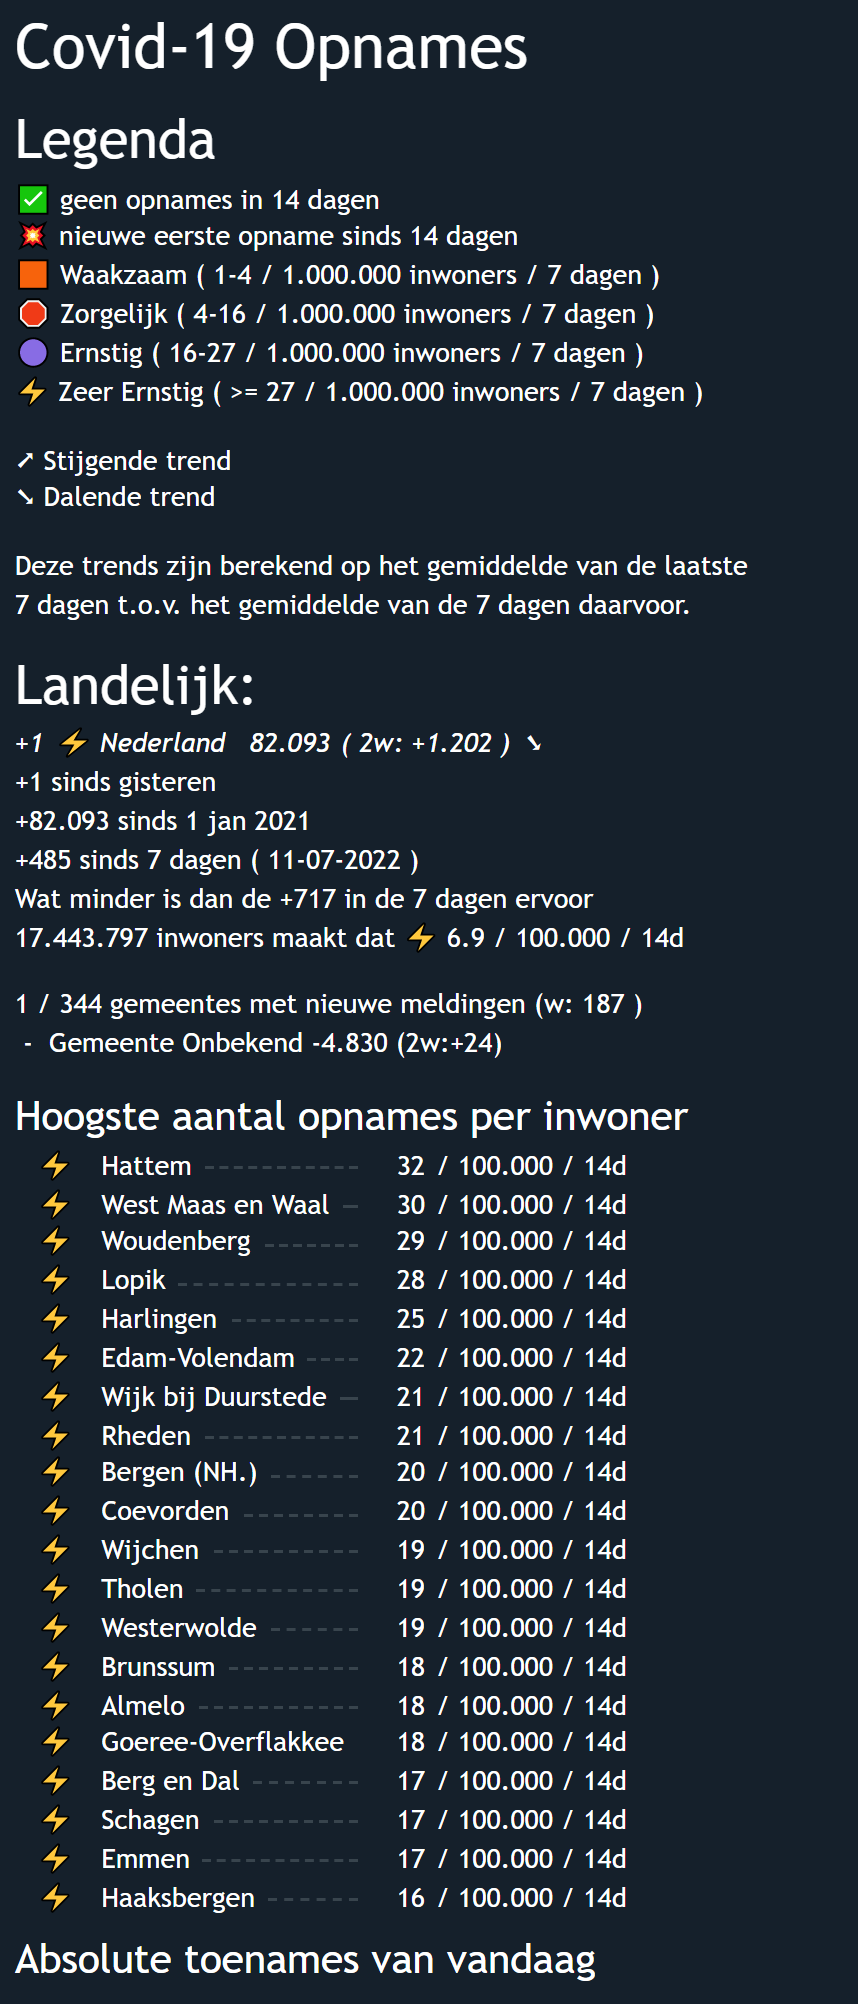 Covid-19 Opnames
Legenda
✅ geen opnames in 14 dagen
💥 nieuwe eerste opname sinds 14 dagen
🟧 Waakzaam ( 1-4 / 1.000.000 inwoners / 7 dagen )
🛑 Zorgelijk ( 4-16 / 1.000.000 inwoners / 7 dagen )
🟣 Ernstig ( 16-27 / 1.000.000 inwoners / 7 dagen )
⚡ Zeer Ernstig ( >= 27 / 1.000.000 inwoners / 7 dagen )
➚ Stijgende trend
➘ Dalende trend
Deze trends zijn berekend op het gemiddelde van de laatste
7 dagen t.o.v. het gemiddelde van de 7 dagen daarvoor.
Landelijk:
+1 ⚡ Nederland 82.093 ( 2w: +1.202 ) ➘
+1 sinds gisteren
+82.093 sinds 1 jan 2021
+485 sinds 7 dagen ( 11-07-2022 )
Wat minder is dan de +717 in de 7 dagen ervoor
17.443.797 inwoners maakt dat ⚡ 6.9 / 100.000 / 14d
1 / 344 gemeentes met nieuwe meldingen (w: 187 )
- Gemeente Onbekend -4.830 (2w:+24)
Hoogste aantal opnames per inwoner
⚡ Hattem ----------- 32 / 100.000 / 14d
⚡ West Maas en Waal — 30 / 100.000 / 14d
⚡ Woudenberg ------- 29 / 100.000 / 14d
⚡ Lopik ------------ 28 / 100.000 / 14d
⚡ Harlingen --------- 25 / 100.000 / 14d
⚡ Edam-Volendam ---- 22 / 100.000 / 14d
⚡ Wijk bij Duurstede — 21 / 100.000 / 14d
⚡ Rheden ----------- 21 / 100.000 / 14d
⚡ Bergen (NH.) ------ 20 / 100.000 / 14d
⚡ Coevorden -------- 20 / 100.000 / 14d
⚡ Wijchen ---------- 19 / 100.000 / 14d
⚡ Tholen ----------- 19 / 100.000 / 14d
⚡ Westerwolde ------ 19 / 100.000 / 14d
⚡ Brunssum --------- 18 / 100.000 / 14d
⚡ Almelo ----------- 18 / 100.000 / 14d
⚡ Goeree-Overflakkee 18 / 100.000 / 14d
⚡ Berg en Dal ------- 17 / 100.000 / 14d
⚡ Schagen ---------- 17 / 100.000 / 14d
⚡ Emmen ----------- 17 / 100.000 / 14d
⚡ Haaksbergen ------ 16 / 100.000 / 14d
Absolute toenames van vandaag